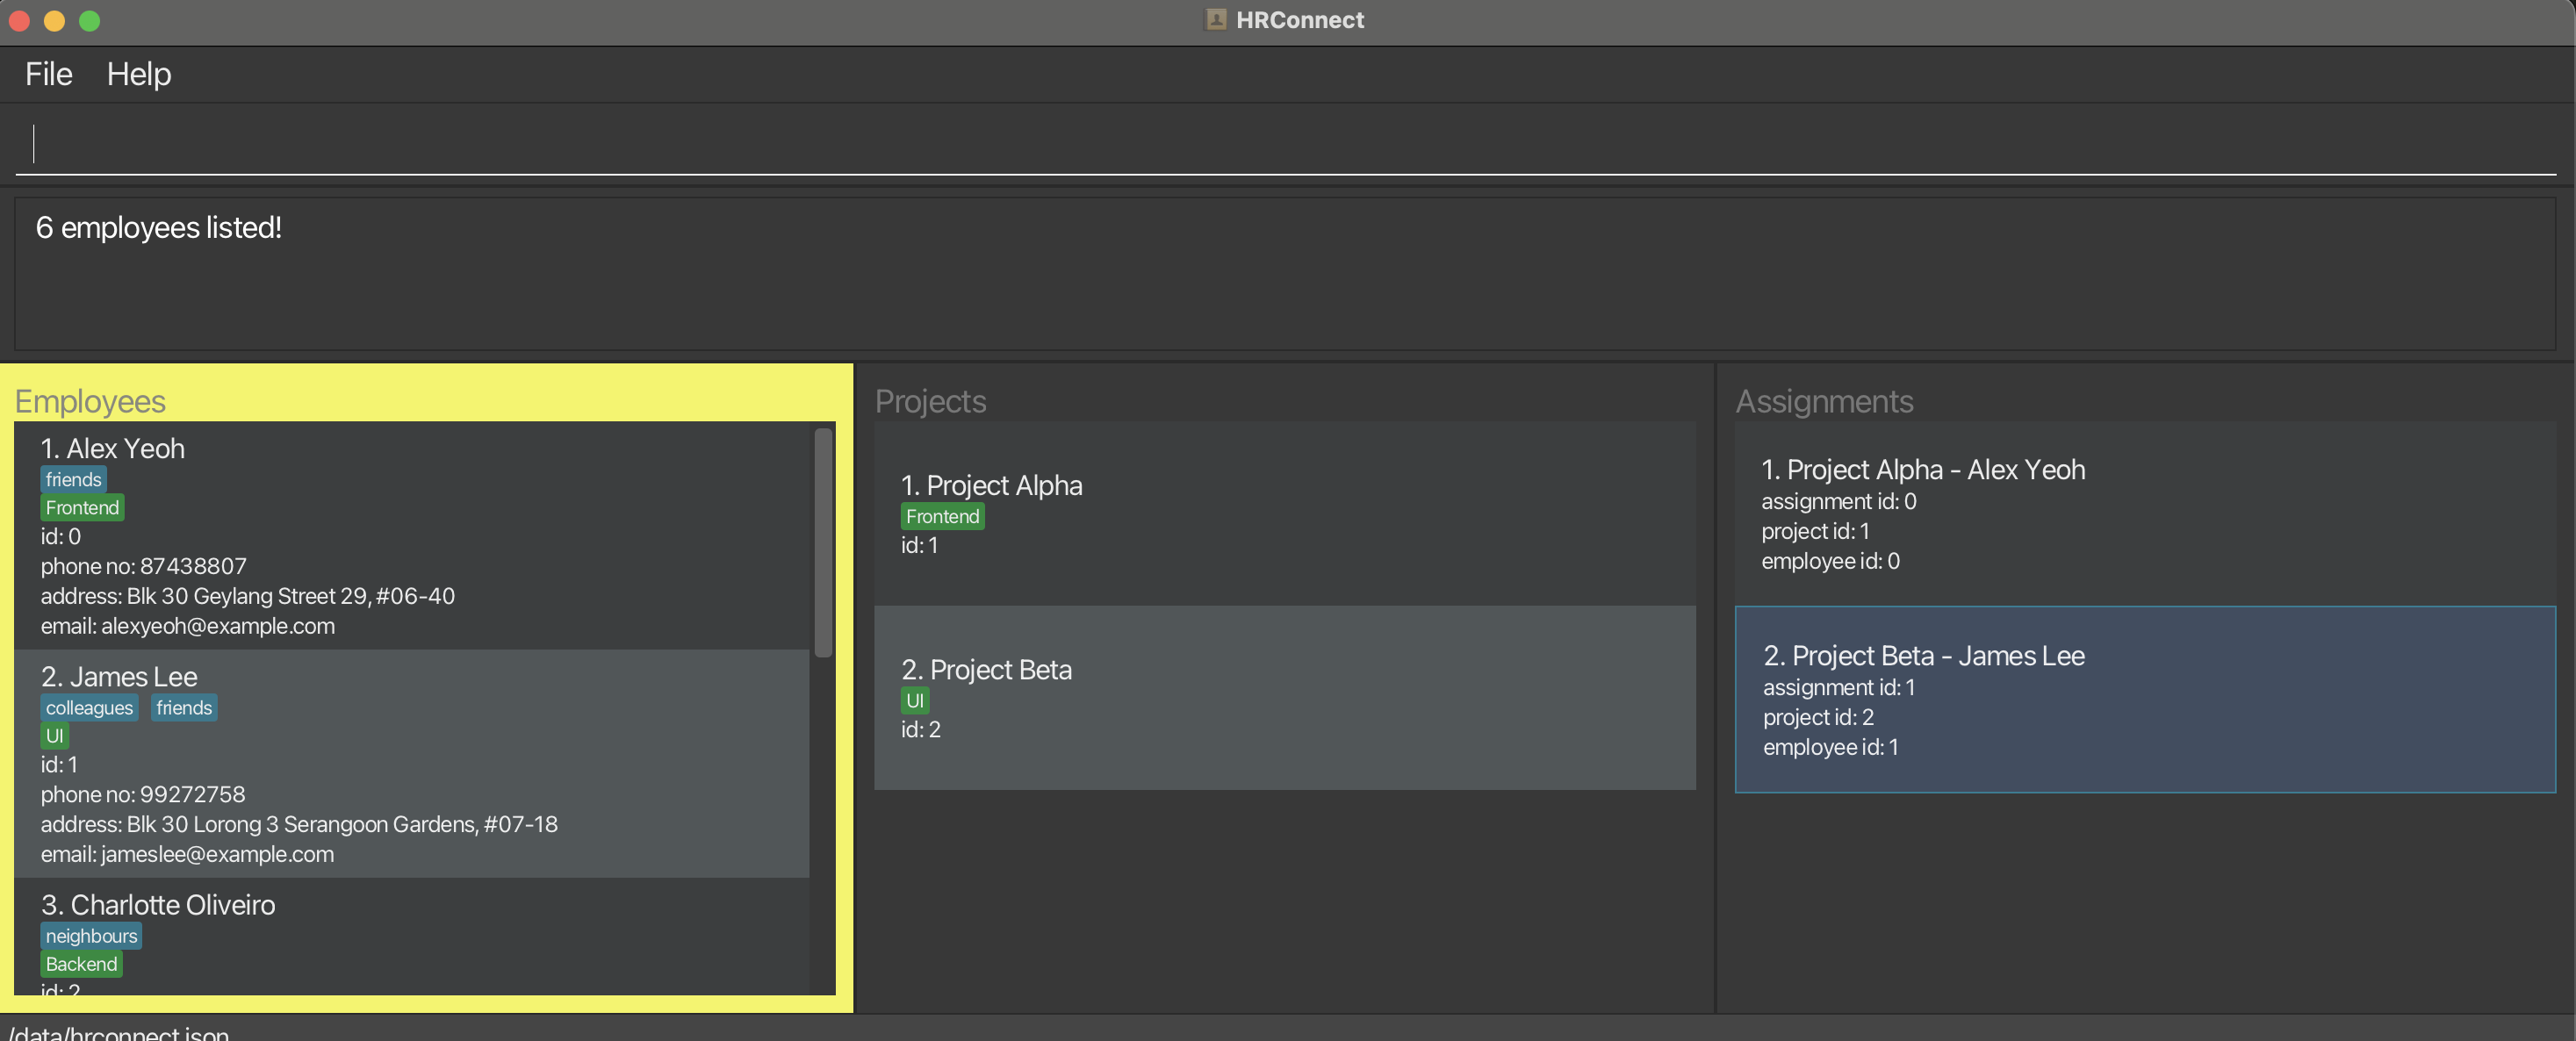 HRConnect
File Help
6 employees listed!
Employees
1. Alex Yeoh
friends
Frontend
id: 0
phone no: 87438807
address: Blk 30 Geylang Street 29, #06-40
email: alexyeoh@example.com
2. James Lee
colleagues friends
UI
id: 1
phone no: 99272758
address: Blk 30 Lorong 3 Serangoon Gardens, #07-18
email: jameslee@example.com
3. Charlotte Oliveiro
neighbours
Backend
id: 2
Projects
1. Project Alpha
Frontend
id: 1
2. Project Beta
UI
id: 2
Assignments
1. Project Alpha - Alex Yeoh
assignment id: 0
project id: 1
employee id: 0
2. Project Beta - James Lee
assignment id: 1
project id: 2
employee id: 1
/data/hrconnect.json